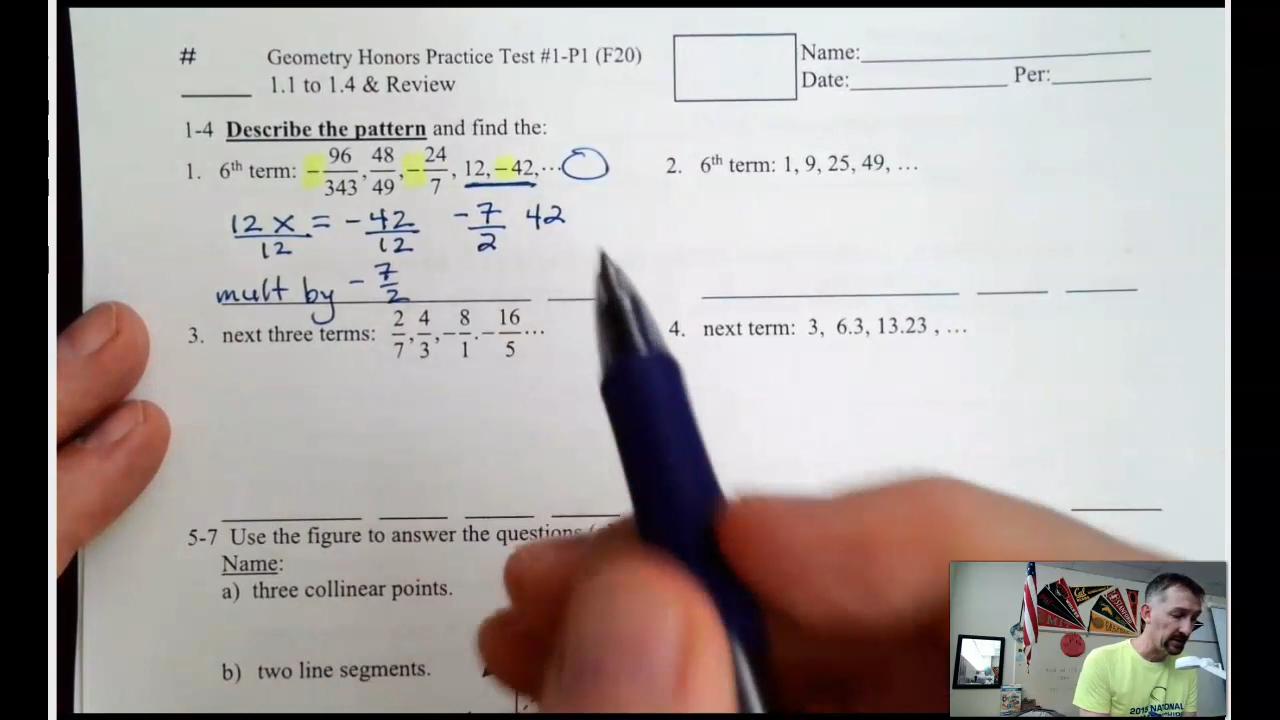 # Geometry Honors Practice Test #1-P1 (F20) Name:
1.1 to 1.4 & Review Date: Per:
1-4 Describe the pattern and find the:
1. 6th term: -96/343, 48/49, -24/7, 12, -42, ...
12x/12 = -42/12 -7/2 42
mult by -7/2
2. 6th term: 1, 9, 25, 49, ...
3. next three terms: 2/7, 4/3, -8/1, -16/5 ...
4. next term: 3, 6.3, 13.23 , ...
5-7 Use the figure to answer the questions
Name:
a) three collinear points.
b) two line segments.
2015 NATIONAL